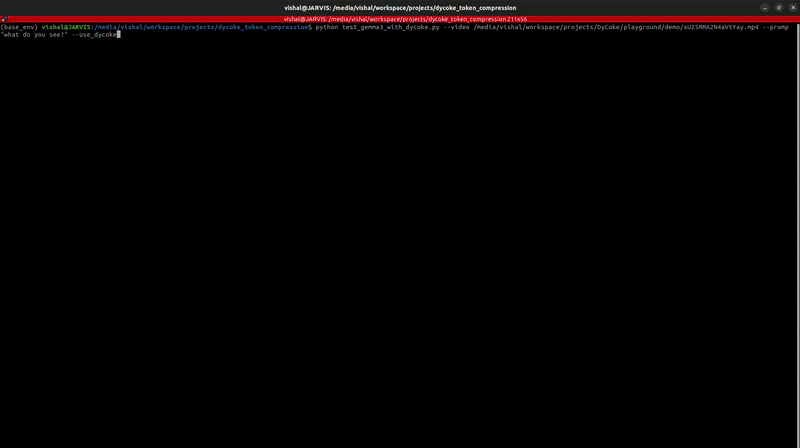 vishal@JARVIS: /media/vishal/workspace/projects/dycoke_token_compression
vishal@JARVIS: /media/vishal/workspace/projects/dycoke_token_compression 211x56
(base_env) vishal@JARVIS:/media/vishal/workspace/projects/dycoke_token_compression$ python test_gemma3_with_dycoke.py --video /media/vishal/workspace/projects/DyCoke/playground/demo/xU25MMA2N4aVtYay.mp4 --promp
"what do you see?" --use_dycoke